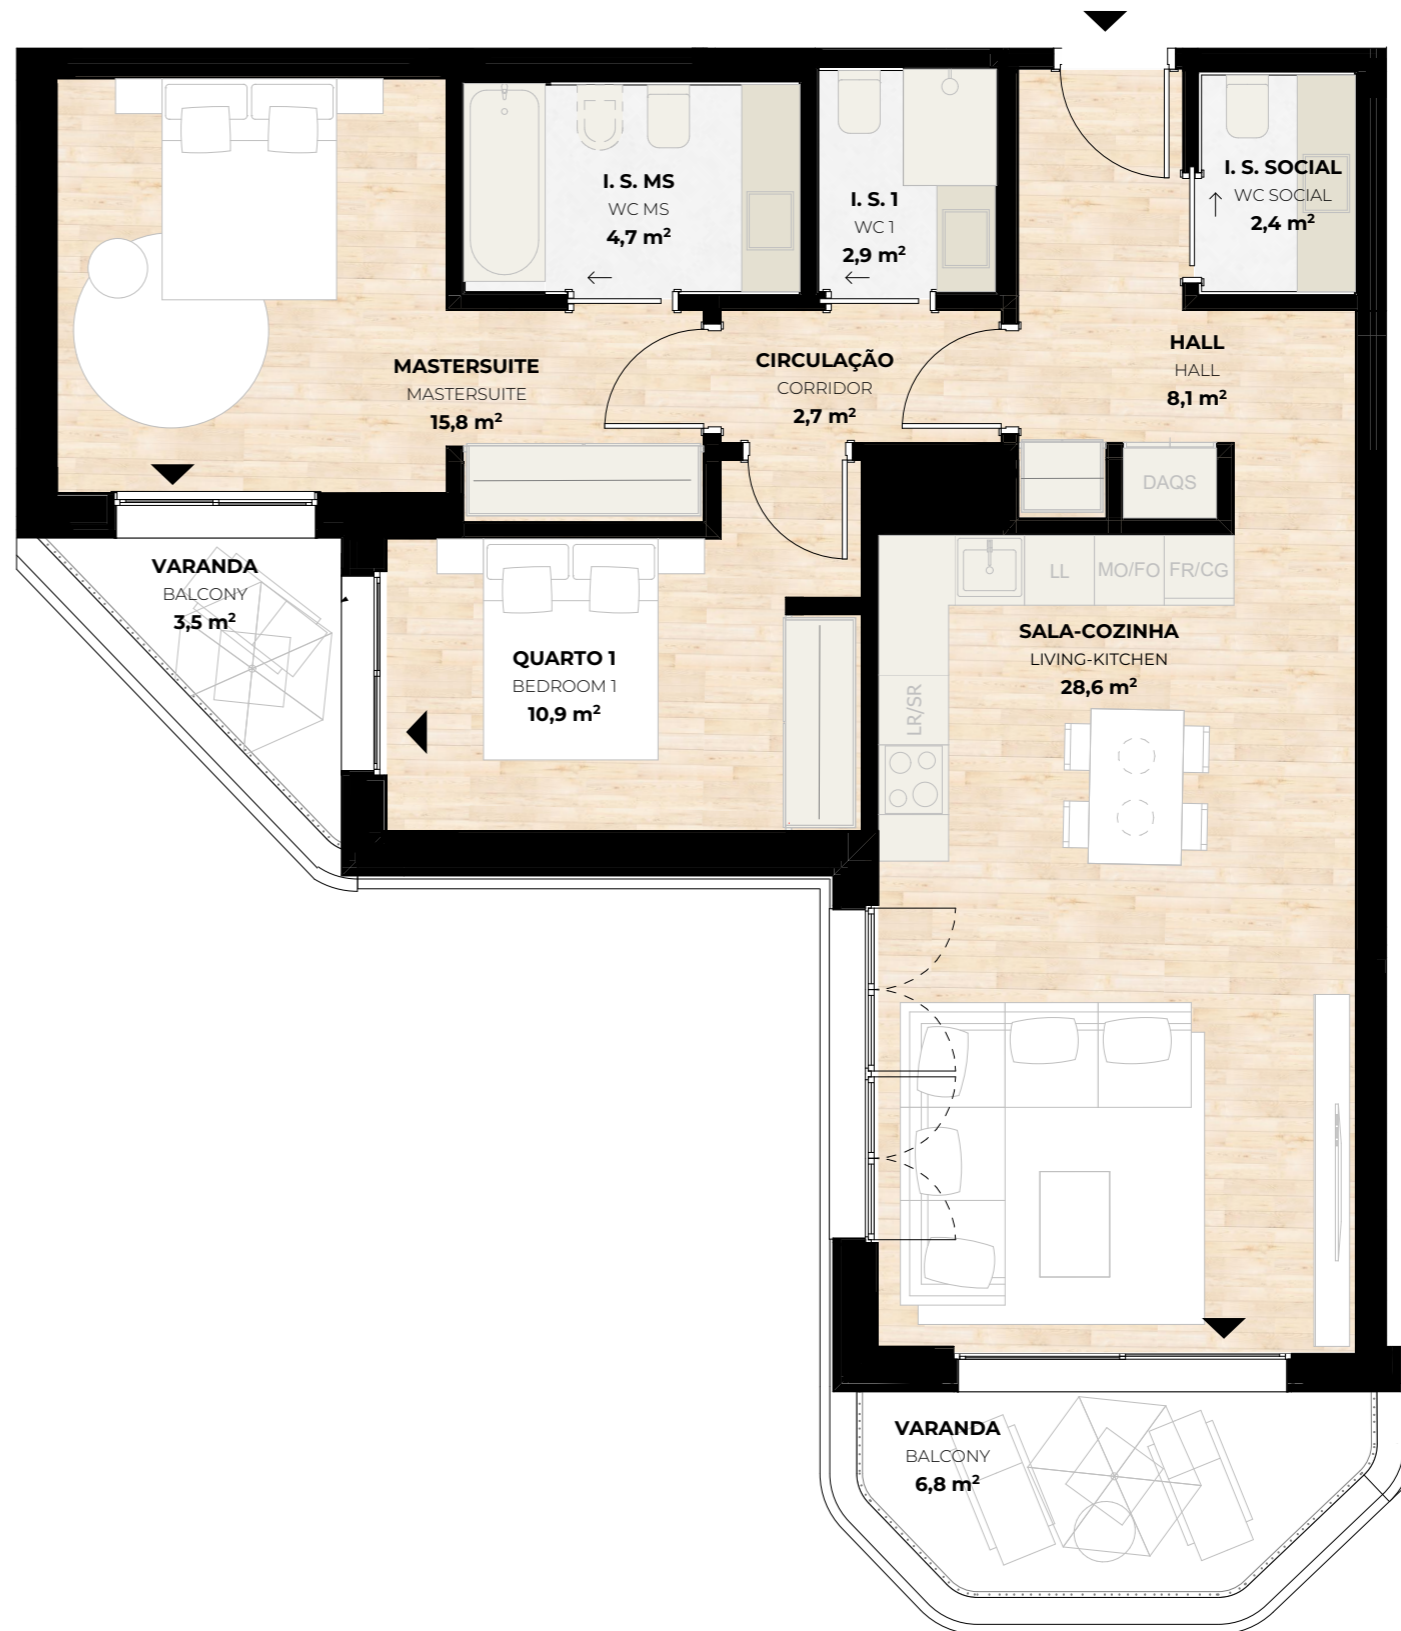 I. S. MS
WC MS
4,7 m²
I. S. 1
WC 1
2,9 m²
I. S. SOCIAL
WC SOCIAL
2,4 m²
MASTERSUITE
MASTERSUITE
15,8 m²
CIRCULAÇÃO
CORRIDOR
2,7 m²
HALL
HALL
8,1 m²
DAQS
VARANDA
BALCONY
3,5 m²
LL
MO/FO
FR/CG
QUARTO 1
BEDROOM 1
10,9 m²
SALA-COZINHA
LIVING-KITCHEN
28,6 m²
LR/SR
VARANDA
BALCONY
6,8 m²